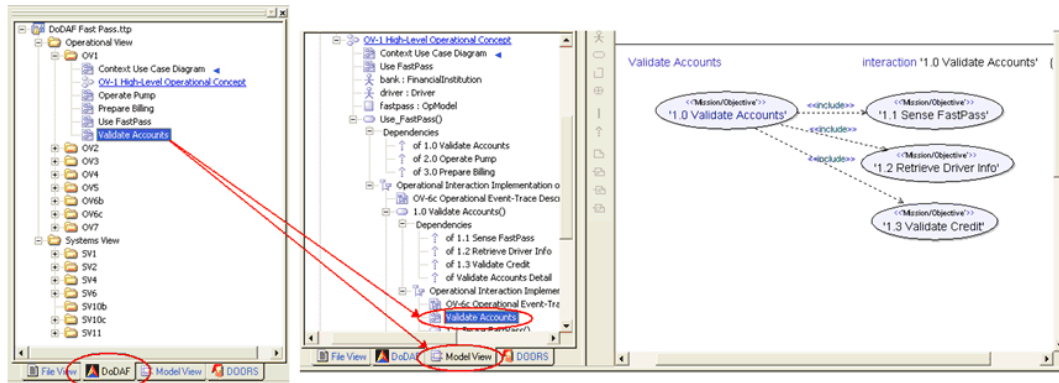 DoDAF Fast Pass.ttp
Operational View
OV1
Context Use Case Diagram
OV-1 High-Level Operational Concept
Operate Pump
Prepare Billing
Use FastPass
Validate Accounts
OV2
OV3
OV4
OV5
OV6b
OV6c
OV7
Systems View
SV1
SV2
SV4
SV6
SV10b
SV10c
SV11
File View DoDAF Model View DOORS
OV-1 High-Level Operational Concept
Context Use Case Diagram
Use FastPass
bank : FinancialInstitution
driver : Driver
fastpass : OpModel
Use_FastPass()
Dependencies
of 1.0 Validate Accounts
of 2.0 Operate Pump
of 3.0 Prepare Billing
Operational Interaction Implementation o
OV-6c Operational Event-Trace Descr
1.0 Validate Accounts()
Dependencies
of 1.1 Sense FastPass
of 1.2 Retrieve Driver Info
of 1.3 Validate Credit
of Validate Accounts Detail
Operational Interaction Implemer
OV-6c Operational Event-Tra
Validate Accounts
1.1 Sense FastPass()
File View DoDAF Model View DOORS
Validate Accounts interaction '1.0 Validate Accounts' {
<<Mission/Objective>>
'1.0 Validate Accounts'
<<include>>
<<Mission/Objective>>
'1.1 Sense FastPass'
<<include>>
<<Mission/Objective>>
'1.2 Retrieve Driver Info'
<<include>>
<<Mission/Objective>>
'1.3 Validate Credit'